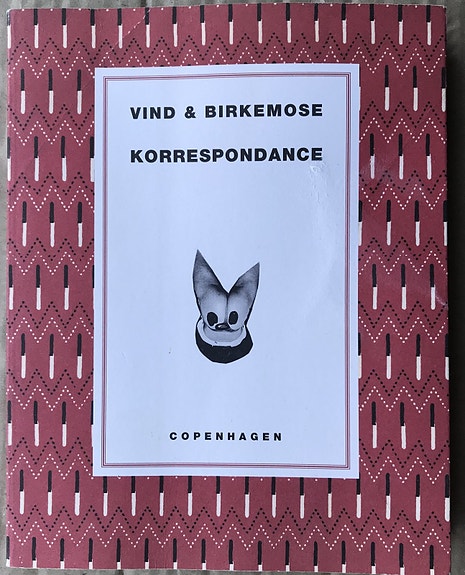 VIND & BIRKEMOSE
KORRESPONDANCE
COPENHAGEN